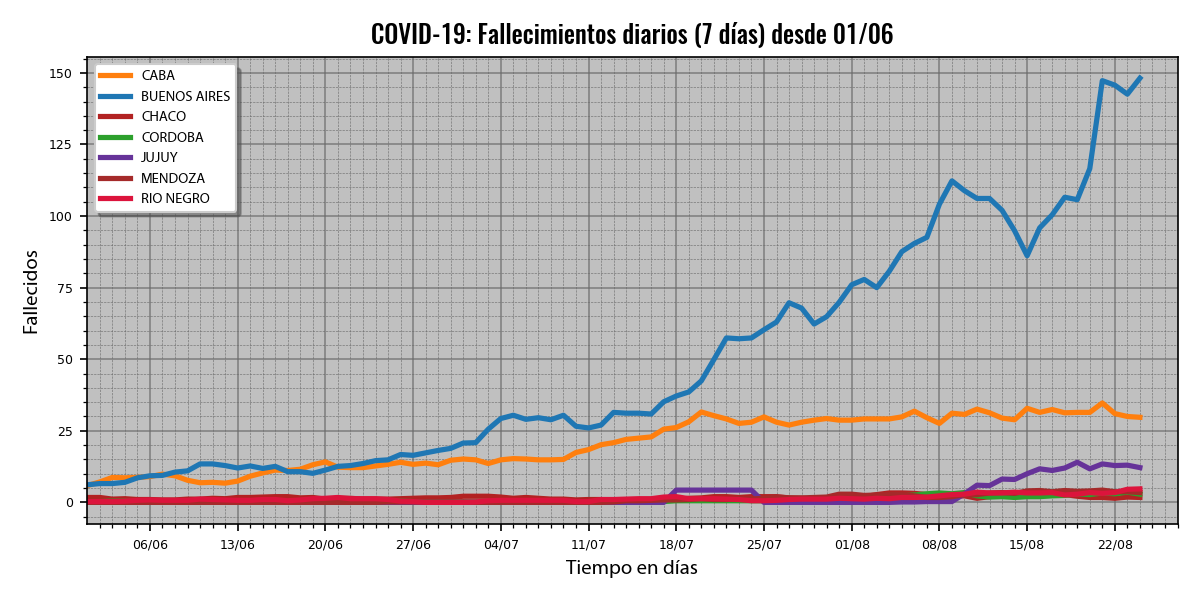 COVID-19: Fallecimientos diarios (7 días) desde 01/06
CABA
BUENOS AIRES
CHACO
CORDOBA
JUJUY
MENDOZA
RIO NEGRO
Fallecidos
150
125
100
75
50
25
0
06/06 13/06 20/06 27/06 04/07 11/07 18/07 25/07 01/08 08/08 15/08 22/08
Tiempo en días